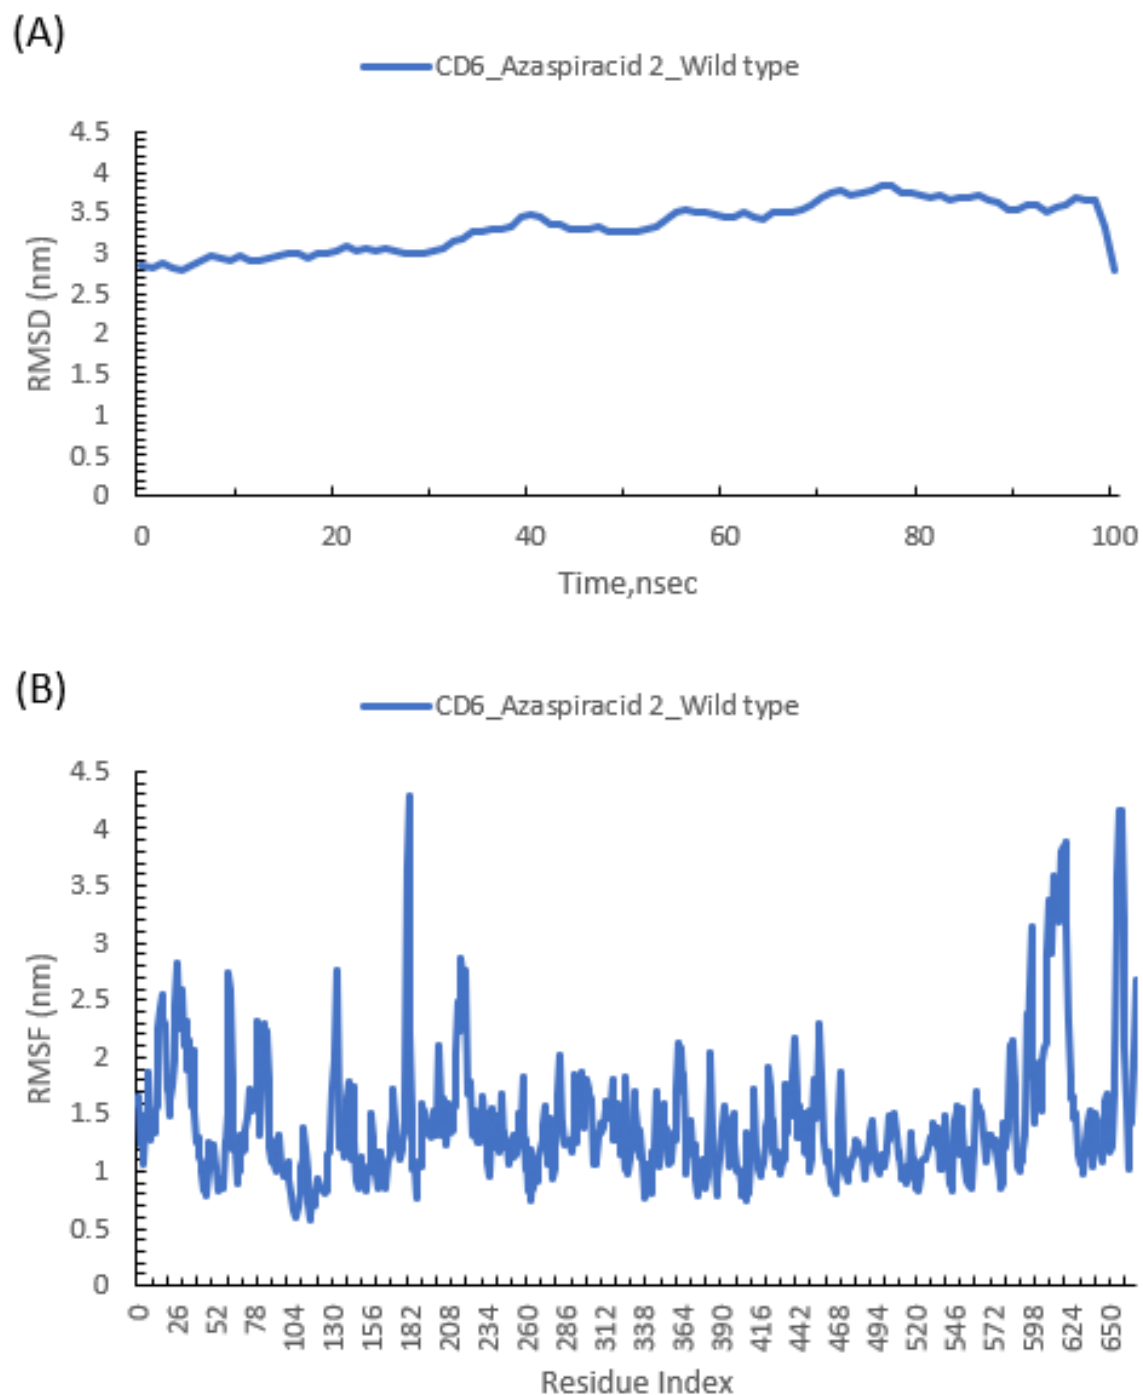 (A)
CD6_Azaspiracid 2_Wild type
4.5
4
3.5
3
2.5
2
1.5
1
0.5
0
RMSD (nm)
0 20 40 60 80 100
Time,nsec
(B)
CD6_Azaspiracid 2_Wild type
4.5
4
3.5
3
2.5
2
1.5
1
0.5
0
RMSF (nm)
0 26 52 78 104 130 156 182 208 234 260 286 312 338 364 390 416 442 468 494 520 546 572 598 624 650
Residue Index